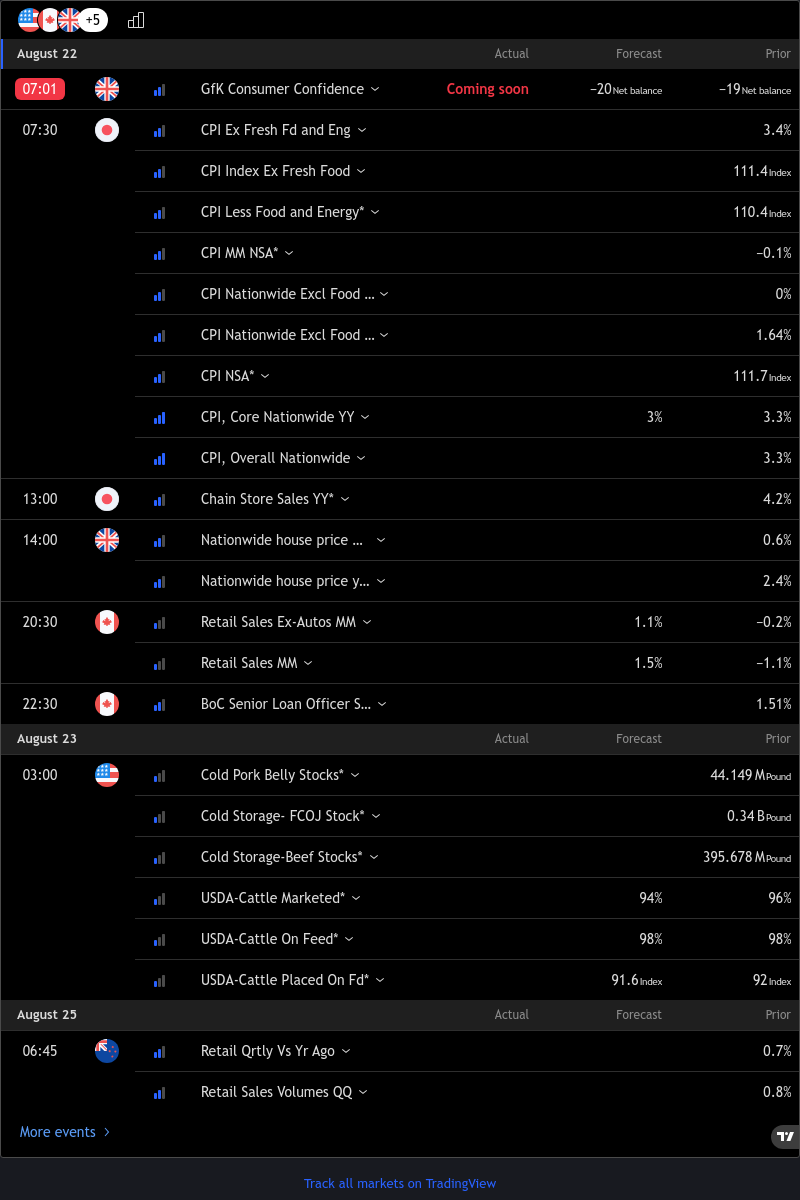 +5
August 22 Actual Forecast Prior
07:01 GfK Consumer Confidence Coming soon −20 Net balance −19 Net balance
07:30 CPI Ex Fresh Fd and Eng 3.4%
CPI Index Ex Fresh Food 111.4 Index
CPI Less Food and Energy* 110.4 Index
CPI MM NSA* −0.1%
CPI Nationwide Excl Food ... 0%
CPI Nationwide Excl Food ... 1.64%
CPI NSA* 111.7 Index
CPI, Core Nationwide YY 3% 3.3%
CPI, Overall Nationwide 3.3%
13:00 Chain Store Sales YY* 4.2%
14:00 Nationwide house price ... 0.6%
Nationwide house price y... 2.4%
20:30 Retail Sales Ex-Autos MM 1.1% −0.2%
Retail Sales MM 1.5% −1.1%
22:30 BoC Senior Loan Officer S... 1.51%
August 23 Actual Forecast Prior
03:00 Cold Pork Belly Stocks* 44.149 M Pound
Cold Storage- FCOJ Stock* 0.34 B Pound
Cold Storage-Beef Stocks* 395.678 M Pound
USDA-Cattle Marketed* 94% 96%
USDA-Cattle On Feed* 98% 98%
USDA-Cattle Placed On Fd* 91.6 Index 92 Index
August 25 Actual Forecast Prior
06:45 Retail Qrtly Vs Yr Ago 0.7%
Retail Sales Volumes QQ 0.8%
More events
Track all markets on TradingView